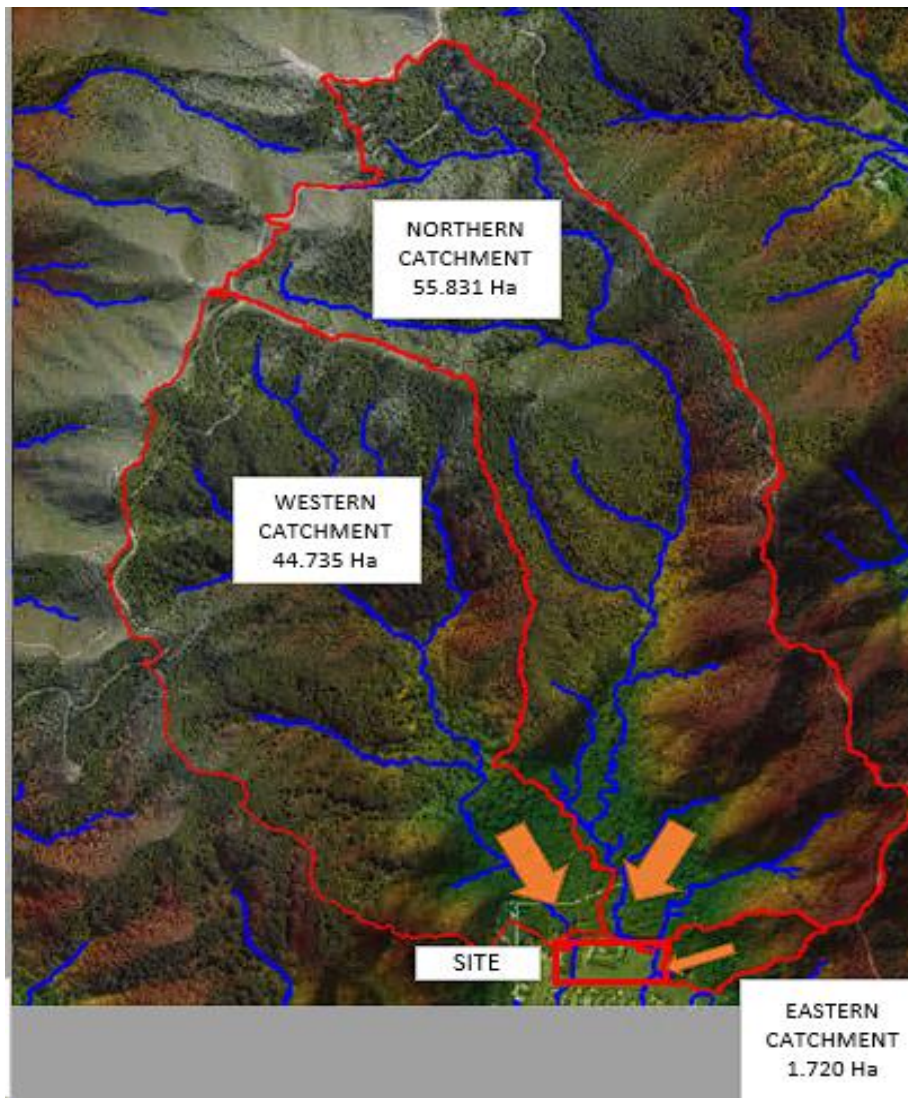 NORTHERN
CATCHMENT
55.831 Ha
WESTERN
CATCHMENT
44.735 Ha
SITE
EASTERN
CATCHMENT
1.720 Ha